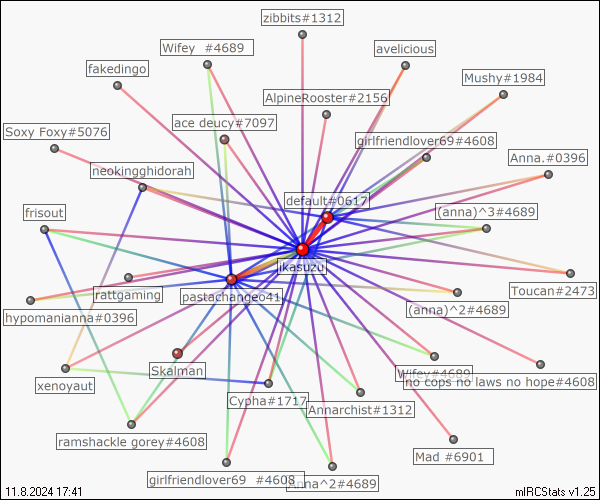 zibbits#1312
Wifey  #4689
avelicious
fakedingo
Mushy#1984
AlpineRooster#2156
ace deucy#7097
Soxy Foxy#5076
girlfriendlover69#4608
Anna.#0396
neokingghidorah
default#0617
frisout
(anna)^3#4689
ikasuzu
rattgaming
pastachangeo41
Toucan#2473
hypomanianna#0396
(anna)^2#4689
Skalman
Wifey#4689
xenoyaut
no cops no laws no hope#4608
Cypha#1717
Annarchist#1312
ramshackle gorey#4608
Mad #6901
girlfriendlover69  #4608
Anna^2#4689
11.8.2024 17:41
mIRCStats v1.25